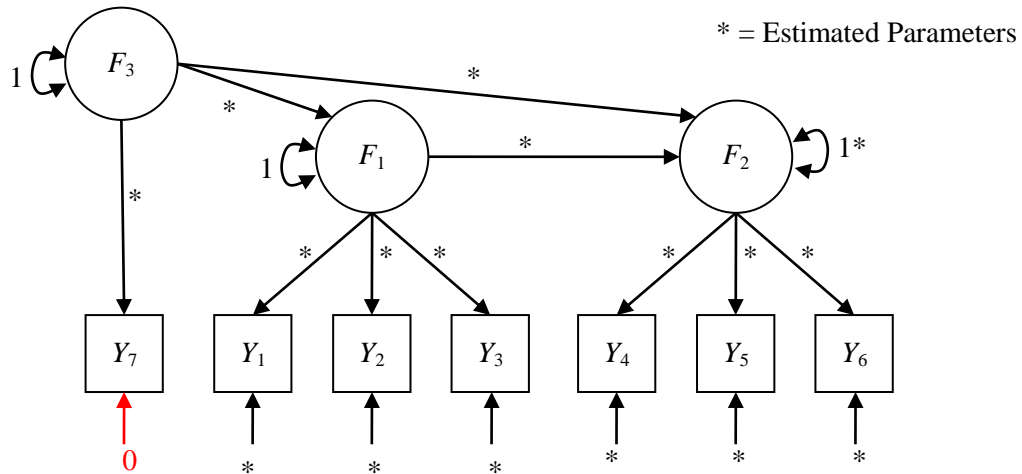 * = Estimated Parameters
F3
1
*
*
F1
1
*
F2
1*
*
* * *
* * *
Y7 Y1 Y2 Y3 Y4 Y5 Y6
0 * * * * * *